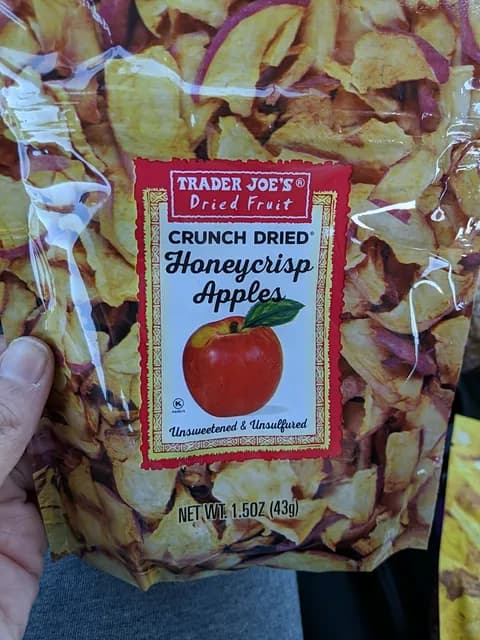 TRADER JOE'S®
Dried Fruit
CRUNCH DRIED®
Honeycrisp
Apples
K
Unsweetened & Unsulfured
NET WT. 1.5OZ (43g)